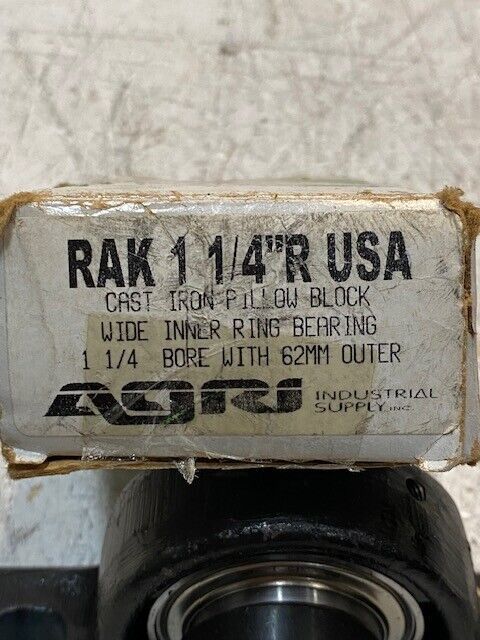 RAK 1 1/4"R USA
CAST IRON PILLOW BLOCK
WIDE INNER RING BEARING
1 1/4 BORE WITH 62MM OUTER
AGRI INDUSTRIAL
SUPPLY, INC